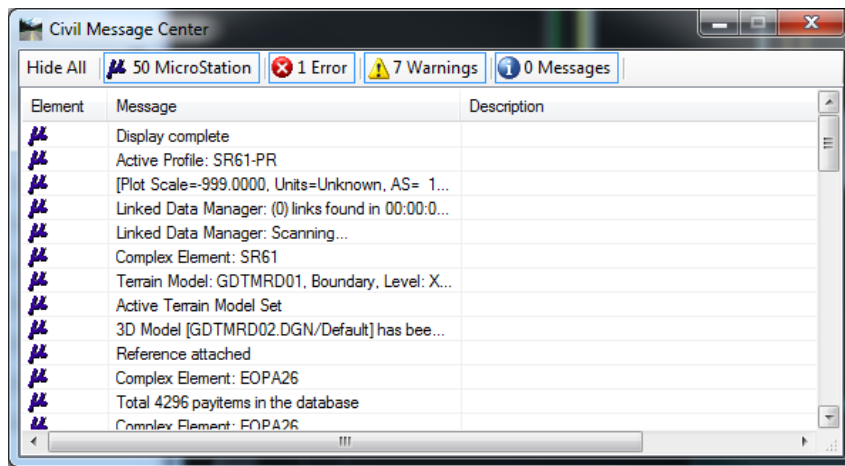 Civil Message Center
Hide All 50 MicroStation 1 Error 7 Warnings 0 Messages
Element Message Description
Display complete
Active Profile: SR61-PR
[Plot Scale=-999.0000, Units=Unknown, AS= 1...
Linked Data Manager: (0) links found in 00:00:0...
Linked Data Manager: Scanning...
Complex Element: SR61
Terrain Model: GDTMRD01, Boundary, Level: X...
Active Terrain Model Set
3D Model [GDTMRD02.DGN/Default] has bee...
Reference attached
Complex Element: EOPA26
Total 4296 payitems in the database
Complex Element: EOPA26